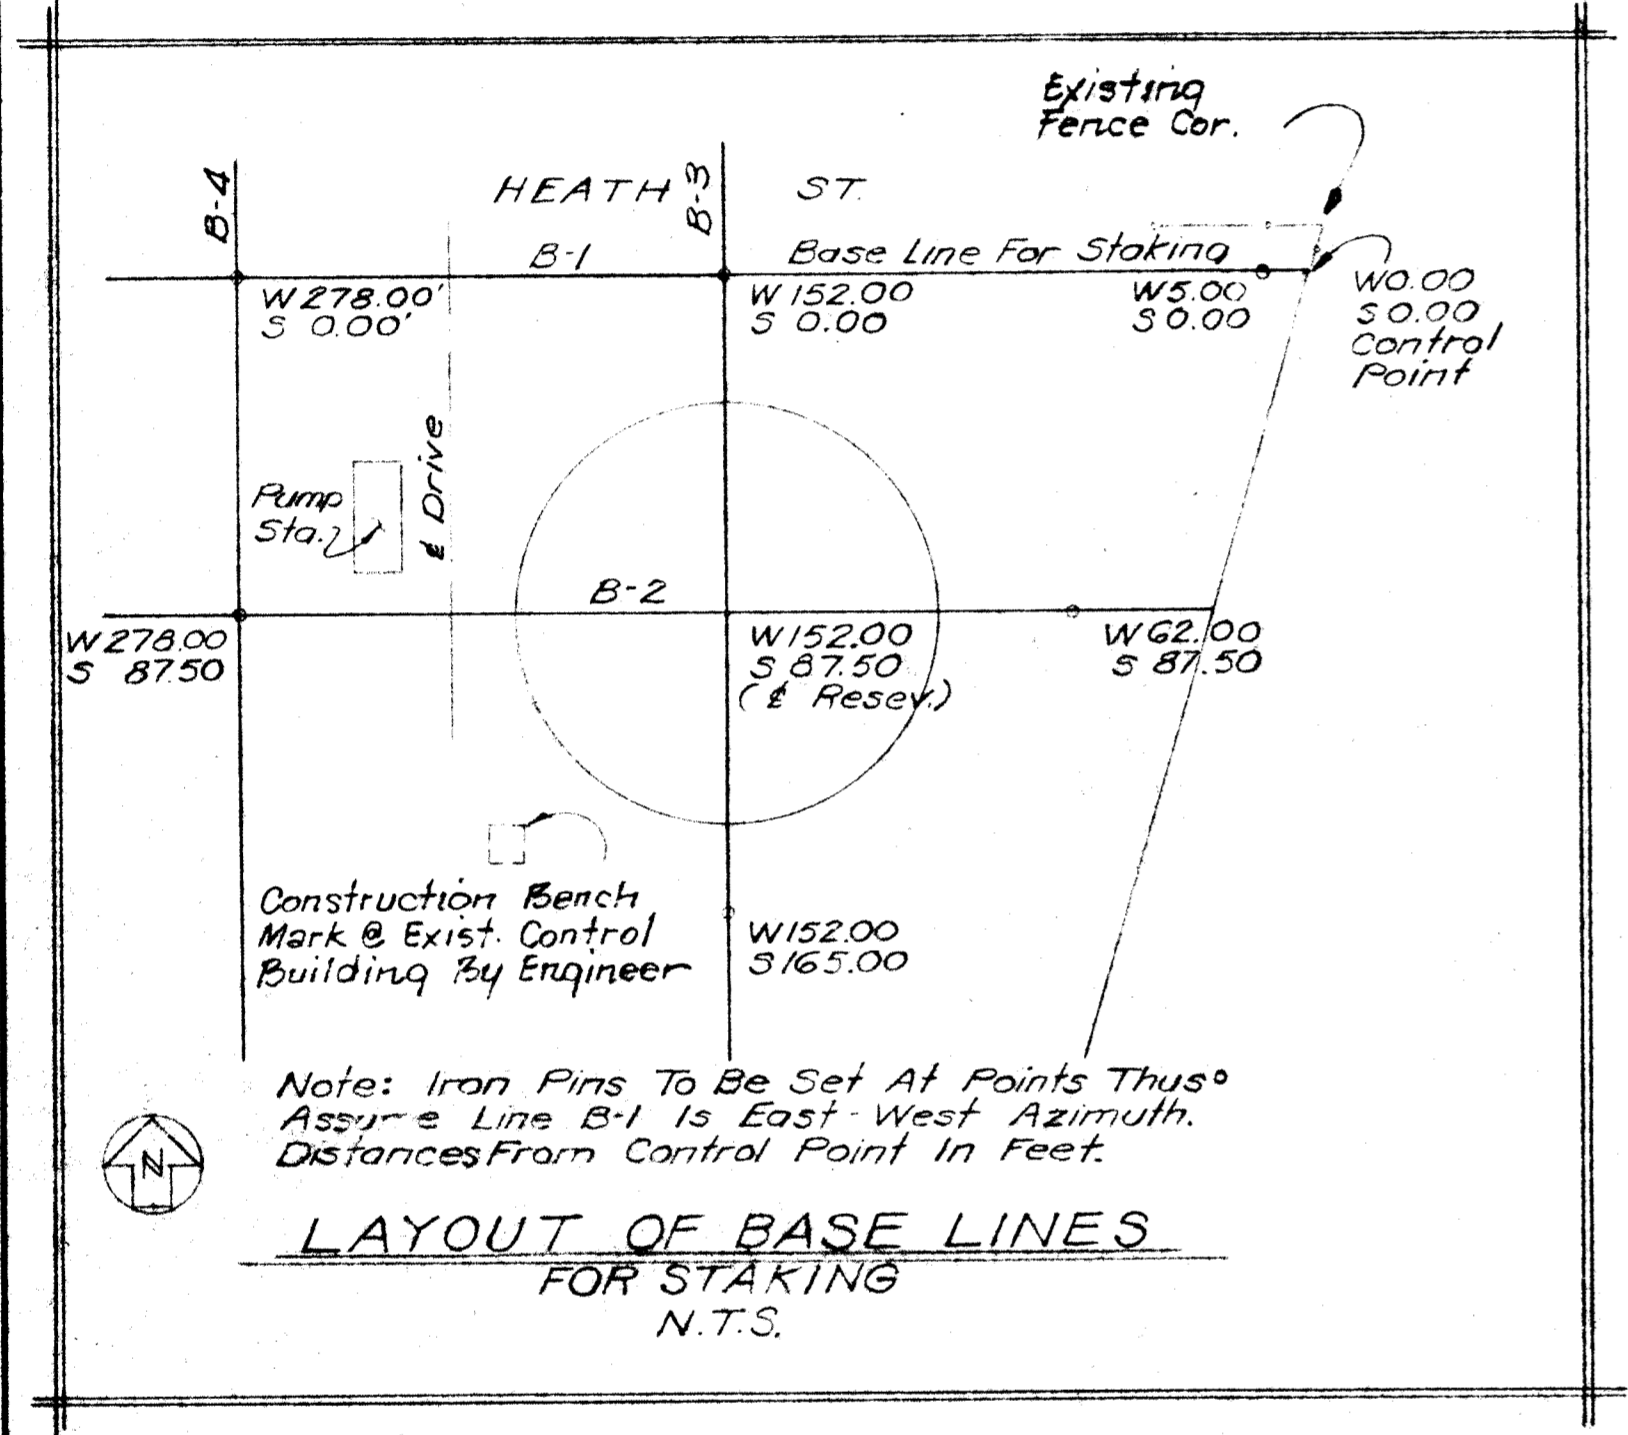 Existing
Fence Cor.
HEATH ST.
B-4
B-3
B-1
Base Line For Staking
W 278.00'
S 0.00'
W 152.00
S 0.00
W5.00
S0.00
W0.00
S0.00
Control
Point
Pump
Sta.
℄ Drive
B-2
W278.00
S 87.50
W152.00
S 87.50
(℄ Resev.)
W62.00
S 87.50
Construction Bench
Mark @ Exist. Control
Building By Engineer
W152.00
S165.00
Note: Iron Pins To Be Set At Points Thus
Assume Line B-1 Is East-West Azimuth.
Distances From Control Point In Feet.
N
LAYOUT OF BASE LINES
FOR STAKING
N.T.S.